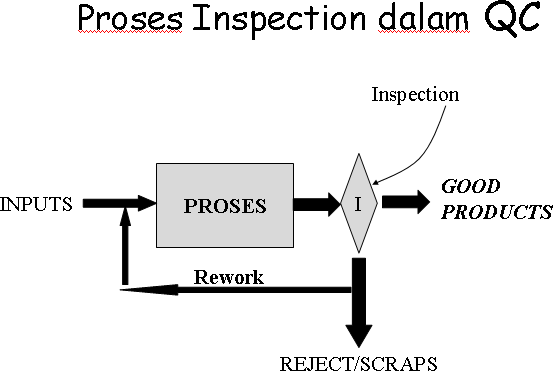 Proses Inspection dalam QC
Inspection
INPUTS
PROSES
I
GOOD
PRODUCTS
Rework
REJECT/SCRAPS